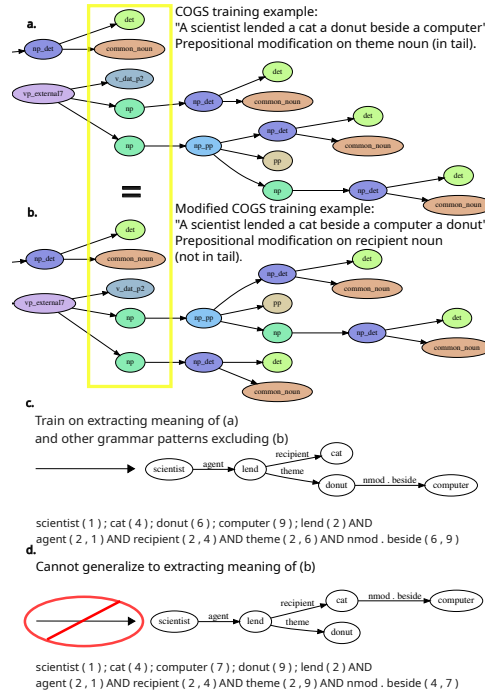 a.
COGS training example:
"A scientist lended a cat a donut beside a computer"
Prepositional modification on theme noun (in tail).
det
np_det
common_noun
v_dat_p2
vp_external7
np
np_det
det
common_noun
np
np_pp
np_det
det
common_noun
pp
np
np_det
det
common_noun
=
b.
Modified COGS training example:
"A scientist lended a cat beside a computer a donut"
Prepositional modification on recipient noun
(not in tail).
det
np_det
common_noun
v_dat_p2
vp_external7
np
np_pp
np_det
det
common_noun
pp
np
np_det
det
common_noun
np
np_det
det
common_noun
c.
Train on extracting meaning of (a)
and other grammar patterns excluding (b)
scientist
agent
lend
recipient
cat
theme
donut
nmod . beside
computer
scientist ( 1 ) ; cat ( 4 ) ; donut ( 6 ) ; computer ( 9 ) ; lend ( 2 ) AND
agent ( 2 , 1 ) AND recipient ( 2 , 4 ) AND theme ( 2 , 6 ) AND nmod . beside ( 6 , 9 )
d.
Cannot generalize to extracting meaning of (b)
scientist
agent
lend
recipient
cat
nmod . beside
computer
theme
donut
scientist ( 1 ) ; cat ( 4 ) ; computer ( 7 ) ; donut ( 9 ) ; lend ( 2 ) AND
agent ( 2 , 1 ) AND recipient ( 2 , 4 ) AND theme ( 2 , 9 ) AND nmod . beside ( 4 , 7 )